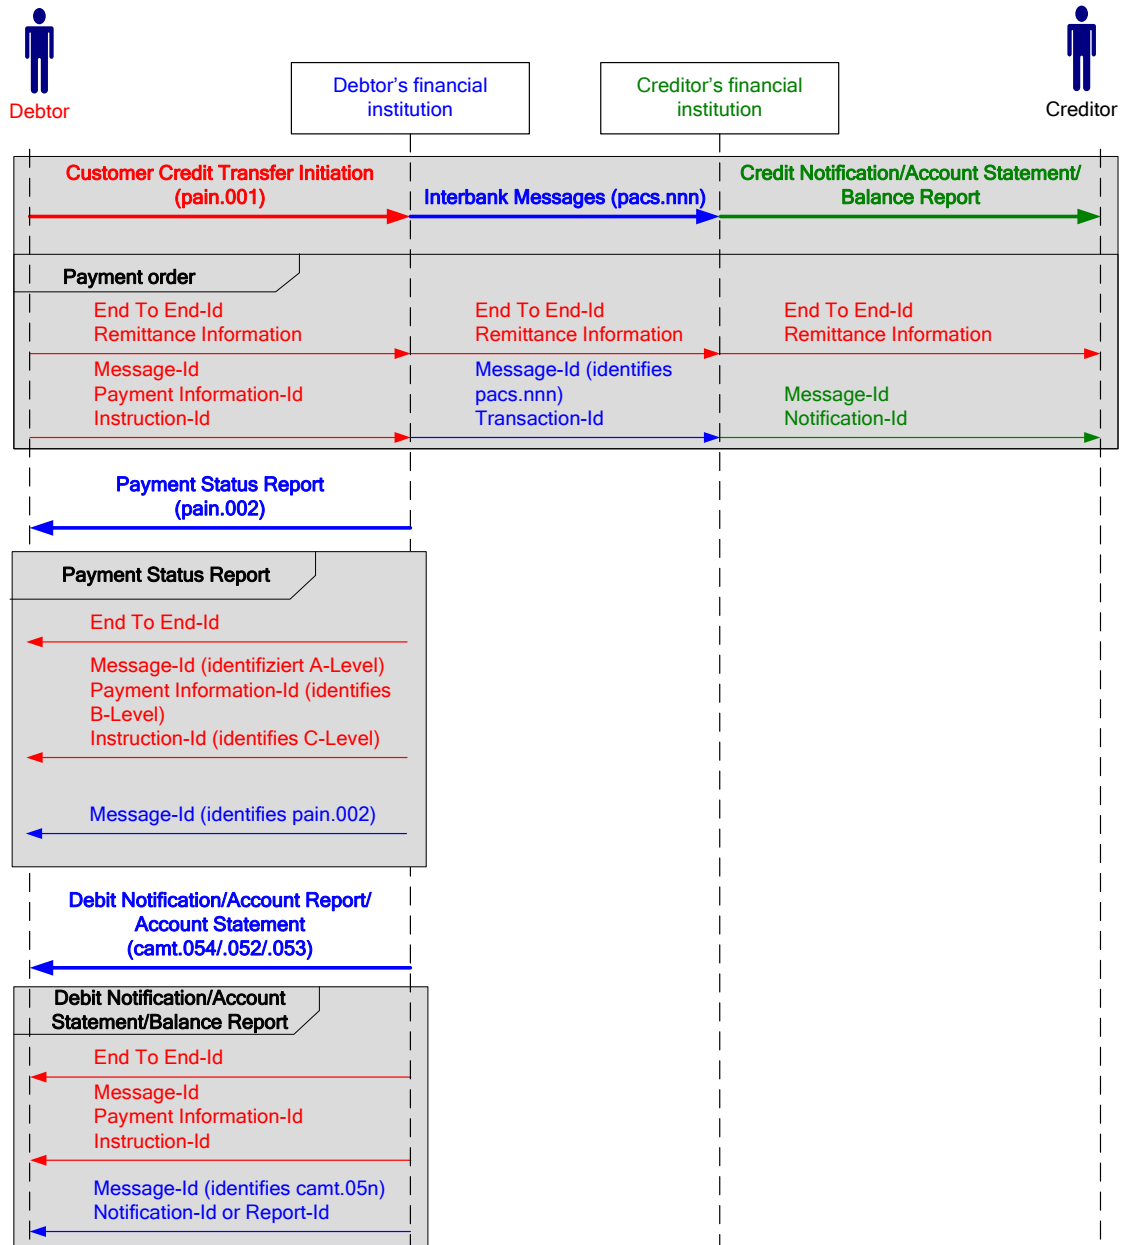 Debtor
Debtor's financial
institution
Creditor's financial
institution
Creditor
Customer Credit Transfer Initiation
(pain.001)
Interbank Messages (pacs.nnn)
Credit Notification/Account Statement/
Balance Report
Payment order
End To End-Id
Remittance Information
End To End-Id
Remittance Information
End To End-Id
Remittance Information
Message-Id
Payment Information-Id
Instruction-Id
Message-Id (identifies
pacs.nnn)
Transaction-Id
Message-Id
Notification-Id
Payment Status Report
(pain.002)
Payment Status Report
End To End-Id
Message-Id (identifiziert A-Level)
Payment Information-Id (identifies
B-Level)
Instruction-Id (identifies C-Level)
Message-Id (identifies pain.002)
Debit Notification/Account Report/
Account Statement
(camt.054/.052/.053)
Debit Notification/Account
Statement/Balance Report
End To End-Id
Message-Id
Payment Information-Id
Instruction-Id
Message-Id (identifies camt.05n)
Notification-Id or Report-Id